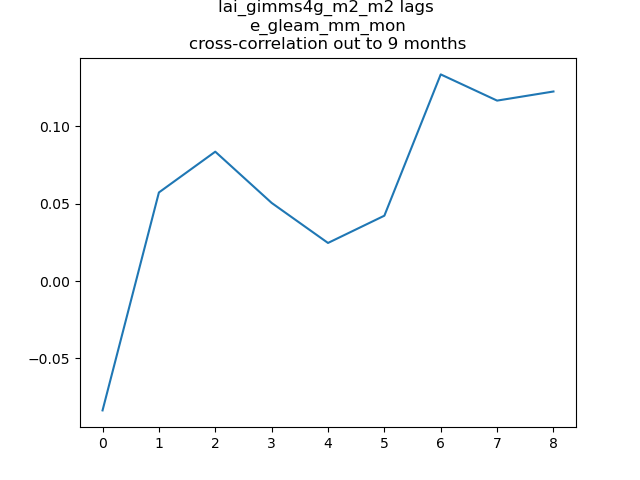 lai_gimms4g_m2_m2 lags
e_gleam_mm_mon
cross-correlation out to 9 months
0.10
0.05
0.00
−0.05
0 1 2 3 4 5 6 7 8